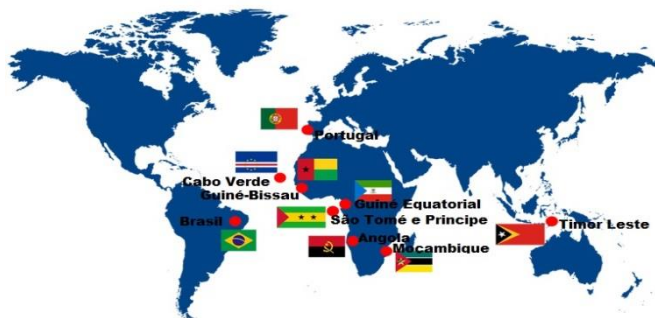 Portugal
Cabo Verde
Guiné-Bissau
Guiné Equatorial
São Tomé e Principe
Brasil
Timor Leste
Angola
Moçambique